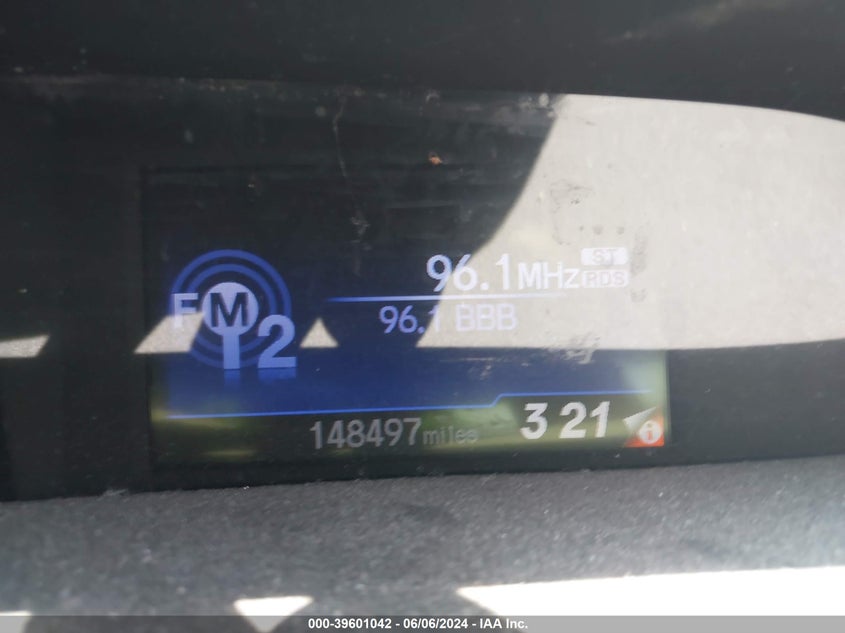 96.1MHz ST
RDS
FM
2
96.1 BBB
148497miles 3 21
i
000-39601042 - 06/06/2024 - IAA Inc.